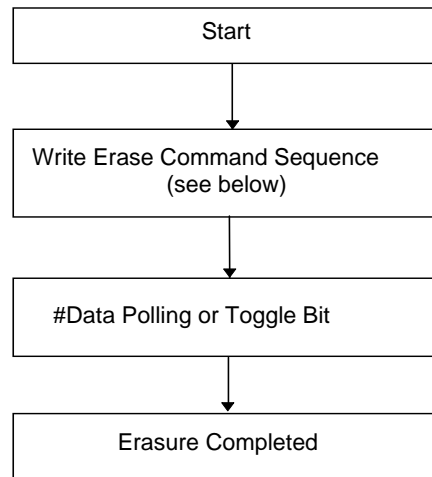 Start
Write Erase Command Sequence
(see below)
#Data Polling or Toggle Bit
Erasure Completed